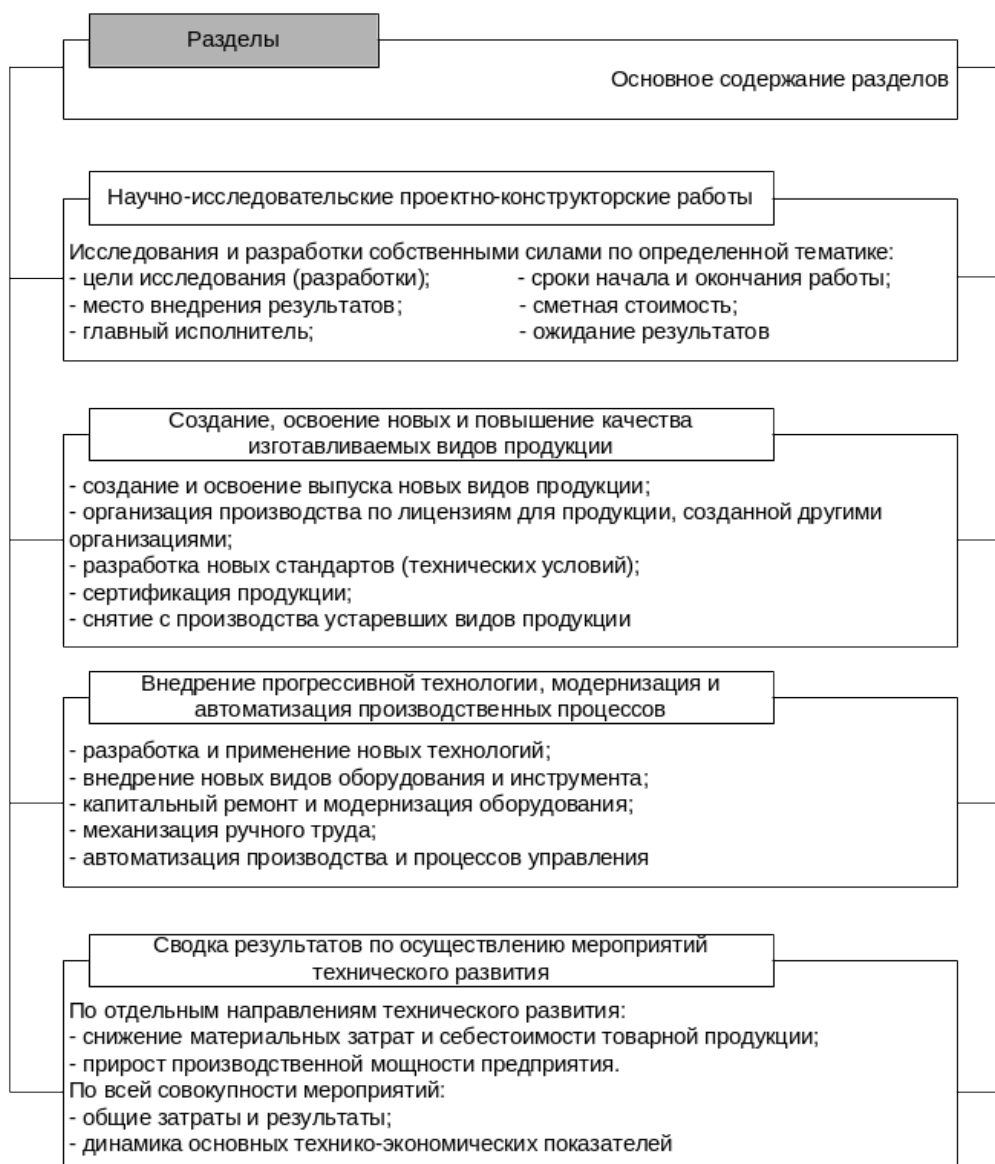 Разделы
Основное содержание разделов
Научно-исследовательские проектно-конструкторские работы
Исследования и разработки собственными силами по определенной тематике:
- цели исследования (разработки); - сроки начала и окончания работы;
- место внедрения результатов; - сметная стоимость;
- главный исполнитель; - ожидание результатов
Создание, освоение новых и повышение качества
изготавливаемых видов продукции
- создание и освоение выпуска новых видов продукции;
- организация производства по лицензиям для продукции, созданной другими
организациями;
- разработка новых стандартов (технических условий);
- сертификация продукции;
- снятие с производства устаревших видов продукции
Внедрение прогрессивной технологии, модернизация и
автоматизация производственных процессов
- разработка и применение новых технологий;
- внедрение новых видов оборудования и инструмента;
- капитальный ремонт и модернизация оборудования;
- механизация ручного труда;
- автоматизация производства и процессов управления
Сводка результатов по осуществлению мероприятий
технического развития
По отдельным направлениям технического развития:
- снижение материальных затрат и себестоимости товарной продукции;
- прирост производственной мощности предприятия.
По всей совокупности мероприятий:
- общие затраты и результаты;
- динамика основных технико-экономических показателей